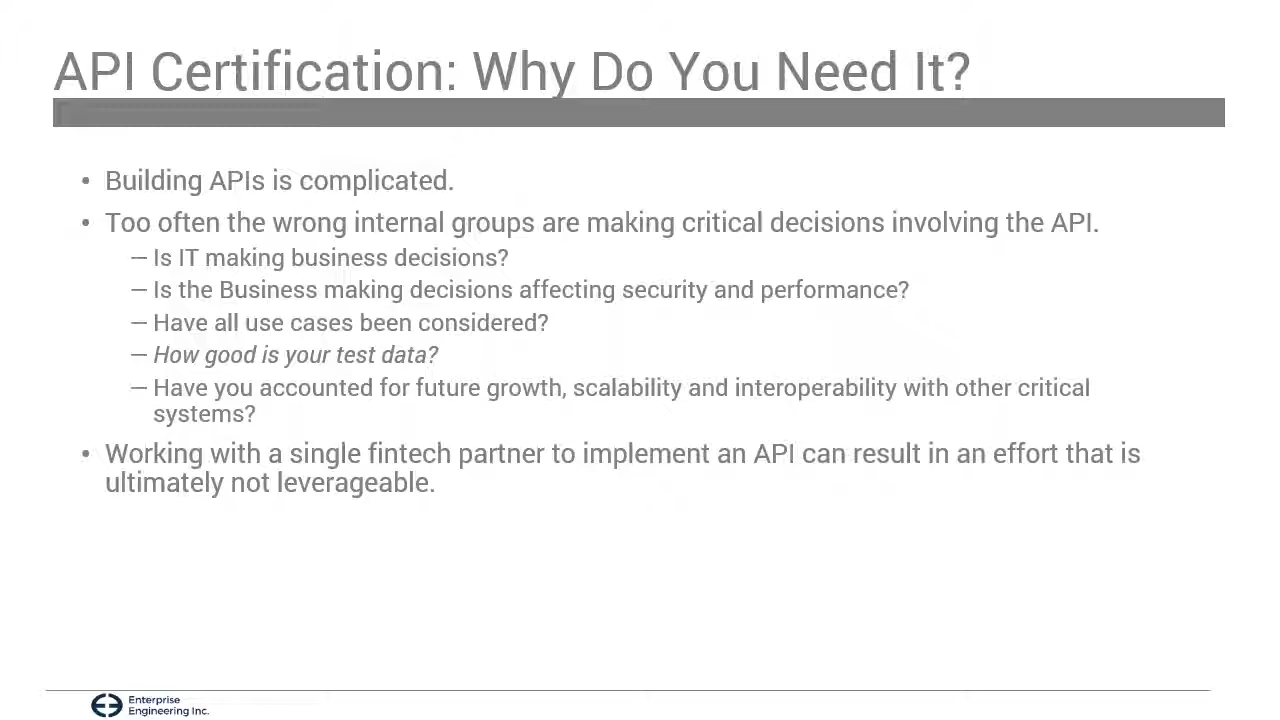 API Certification: Why Do You Need It?
• Building APIs is complicated.
• Too often the wrong internal groups are making critical decisions involving the API.
– Is IT making business decisions?
– Is the Business making decisions affecting security and performance?
– Have all use cases been considered?
– How good is your test data?
– Have you accounted for future growth, scalability and interoperability with other critical
systems?
• Working with a single fintech partner to implement an API can result in an effort that is
ultimately not leverageable.
Enterprise
Engineering Inc.